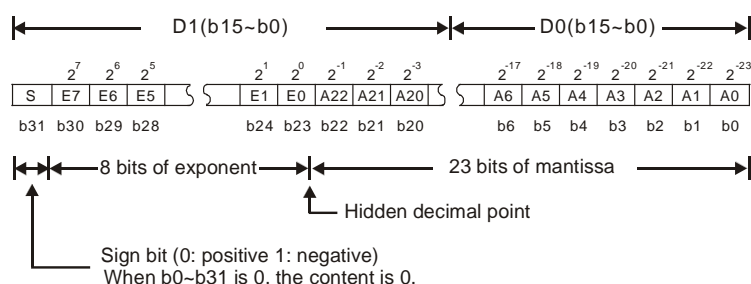 D1(b15~b0) D0(b15~b0)
2^7 2^6 2^5 2^1 2^0 2^-1 2^-2 2^-3 2^-17 2^-18 2^-19 2^-20 2^-21 2^-22 2^-23
S E7 E6 E5 E1 E0 A22 A21 A20 A6 A5 A4 A3 A2 A1 A0
b31 b30 b29 b28 b24 b23 b22 b21 b20 b6 b5 b4 b3 b2 b1 b0
8 bits of exponent 23 bits of mantissa
Hidden decimal point
Sign bit (0: positive 1: negative)
When b0~b31 is 0, the content is 0.